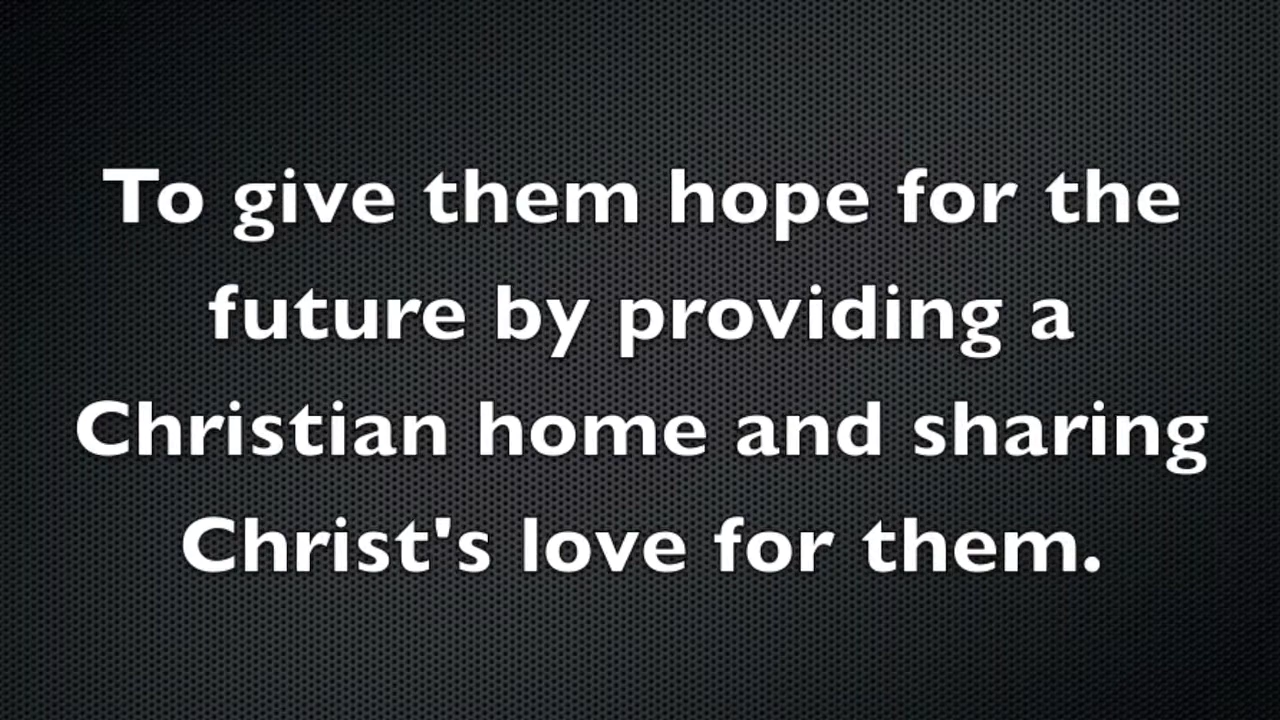 To give them hope for the
future by providing a
Christian home and sharing
Christ's love for them.